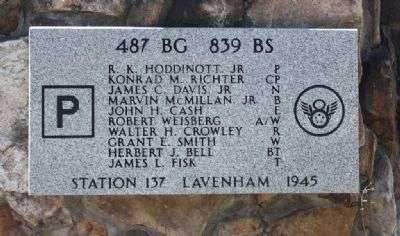 487 BG 839 BS
R. K. HODDINOTT, JR P
KONRAD M. RICHTER CP
JAMES C. DAVIS, JR N
MARVIN McMILLAN, JR B
JOHN H. CASH E
P
ROBERT WEISBERG A/W
WALTER H. CROWLEY R
GRANT E. SMITH W
HERBERT J. BELL BT
JAMES L. FISK T
STATION 137 LAVENHAM 1945